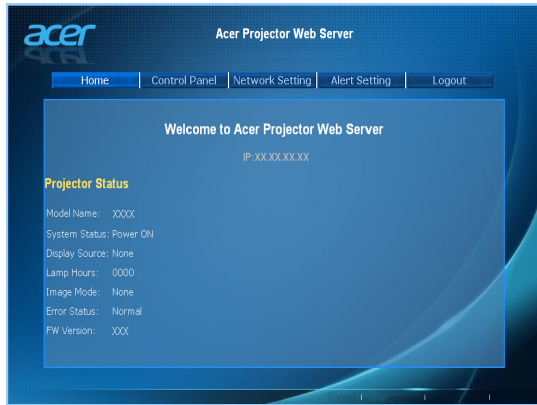 acer
Acer Projector Web Server
Home Control Panel Network Setting Alert Setting Logout
Welcome to Acer Projector Web Server
IP:XX.XX.XX.XX
Projector Status
Model Name: XXXX
System Status: Power ON
Display Source: None
Lamp Hours: 0000
Image Mode: None
Error Status: Normal
FW Version: XXX